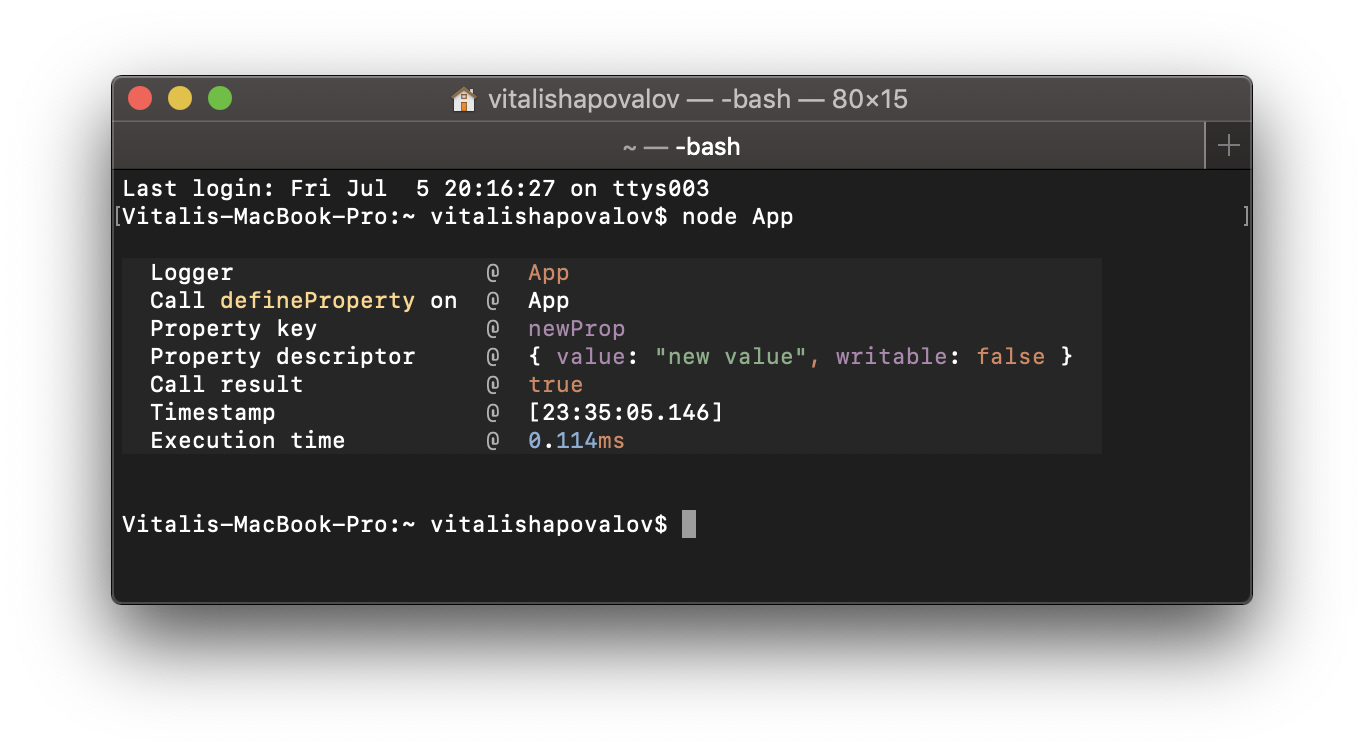 vitalishapovalov — -bash — 80×15
~ — -bash
Last login: Fri Jul  5 20:16:27 on ttys003
[Vitalis-MacBook-Pro:~ vitalishapovalov$ node App ]
Logger @ App
Call defineProperty on @ App
Property key @ newProp
Property descriptor @ { value: "new value", writable: false }
Call result @ true
Timestamp @ [23:35:05.146]
Execution time @ 0.114ms
Vitalis-MacBook-Pro:~ vitalishapovalov$